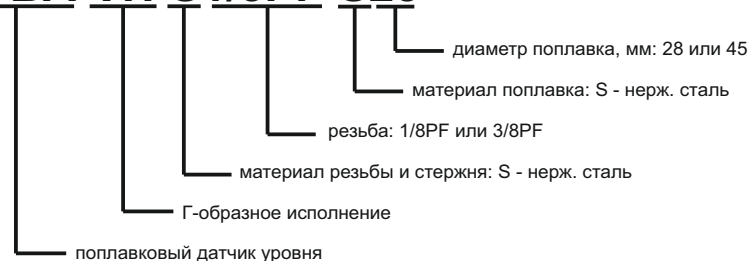 диаметр поплавка, мм: 28 или 45
материал поплавка: S - нерж. сталь
резьба: 1/8PF или 3/8PF
материал резьбы и стержня: S - нерж. сталь
Г-образное исполнение
поплавковый датчик уровня